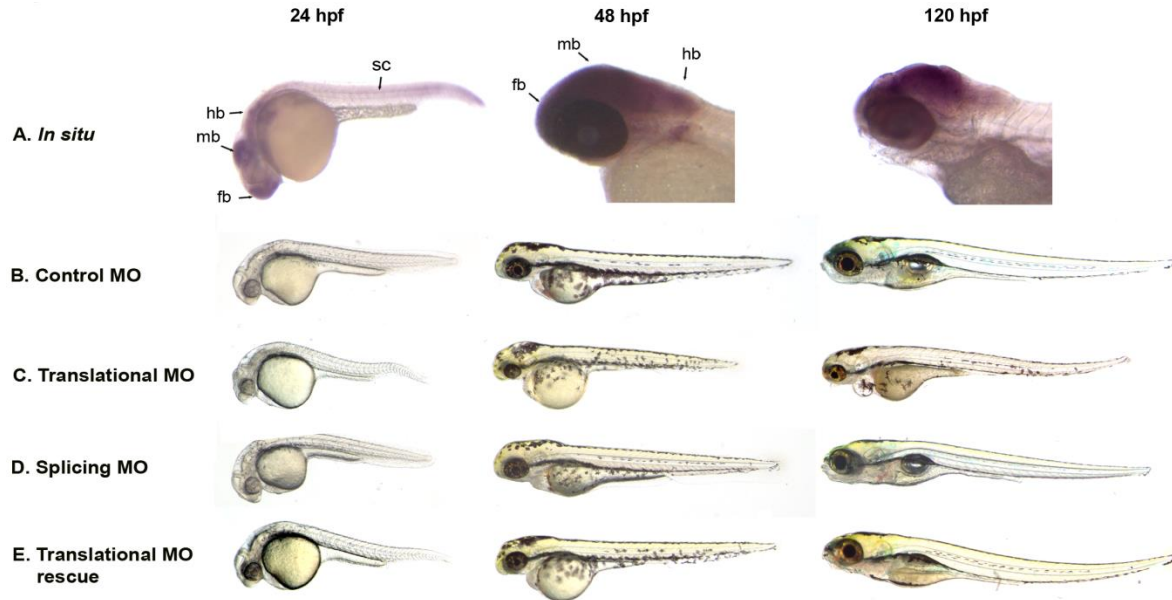 24 hpf 48 hpf 120 hpf
mb
hb
sc
fb
hb
A. In situ
mb
fb
B. Control MO
C. Translational MO
D. Splicing MO
E. Translational MO
rescue